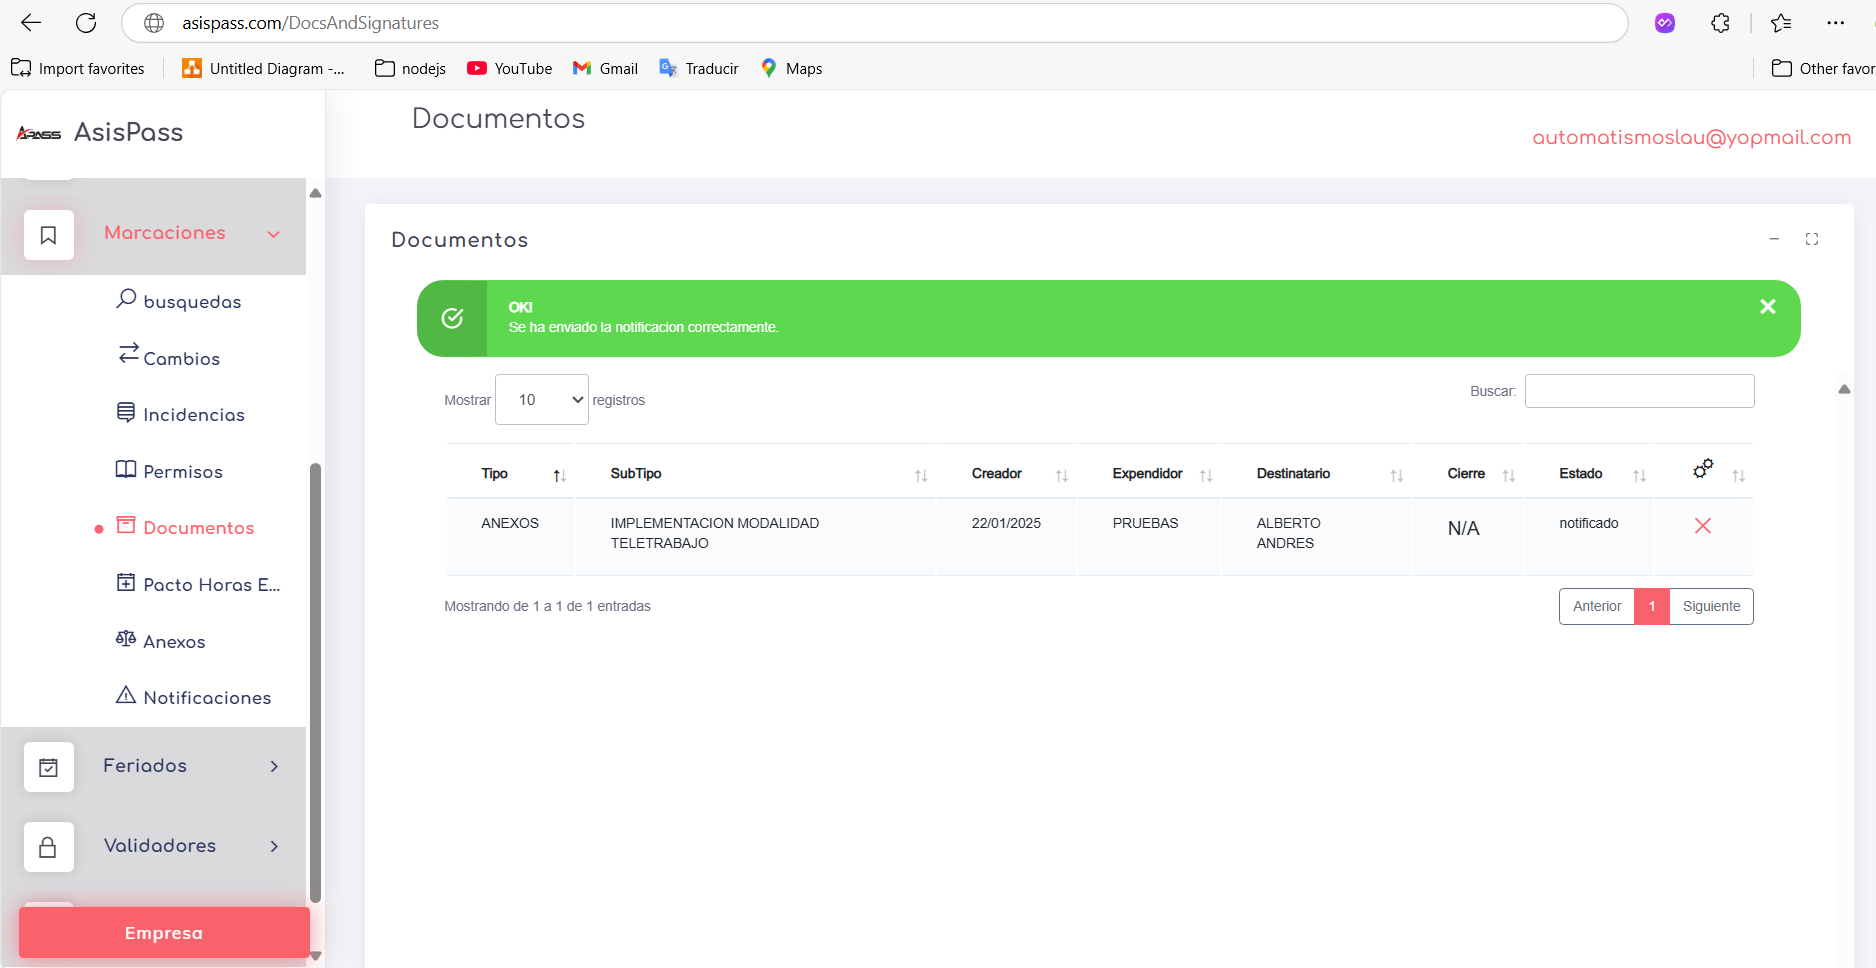 asispass.com/DocsAndSignatures
Import favorites
Untitled Diagram -...
nodejs
YouTube
Gmail
Traducir
Maps
Other favor
APASS
AsisPass
Documentos
automatismoslau@yopmail.com
Marcaciones
busquedas
Cambios
Incidencias
Permisos
Documentos
Pacto Horas E...
Anexos
Notificaciones
Feriados
Validadores
Empresa
Documentos
OK!
Se ha enviado la notificacion correctamente.
Mostrar 10 registros
Buscar:
Tipo SubTipo Creador Expendidor Destinatario Cierre Estado
ANEXOS IMPLEMENTACION MODALIDAD 22/01/2025 PRUEBAS ALBERTO N/A notificado
TELETRABAJO ANDRES
Mostrando de 1 a 1 de 1 entradas
Anterior 1 Siguiente